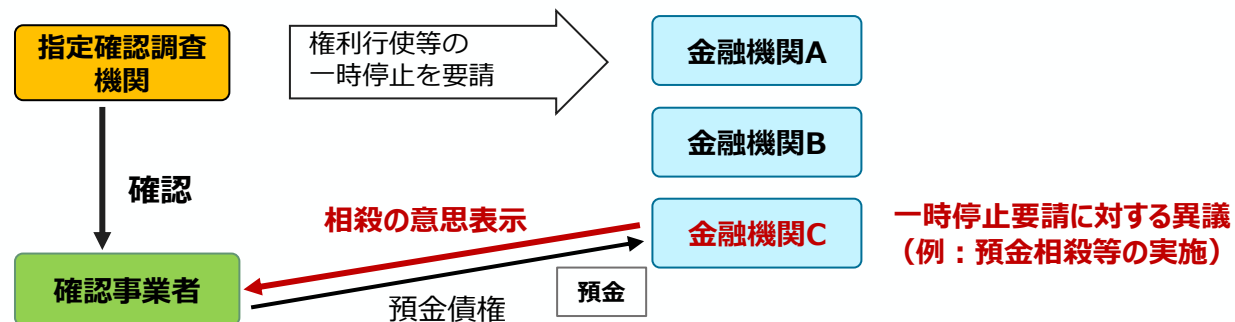 指定確認調査
機関
権利行使等の
一時停止を要請
金融機関A
金融機関B
確認
相殺の意思表示
金融機関C
一時停止要請に対する異議
（例：預金相殺等の実施）
確認事業者
預金債権
預金